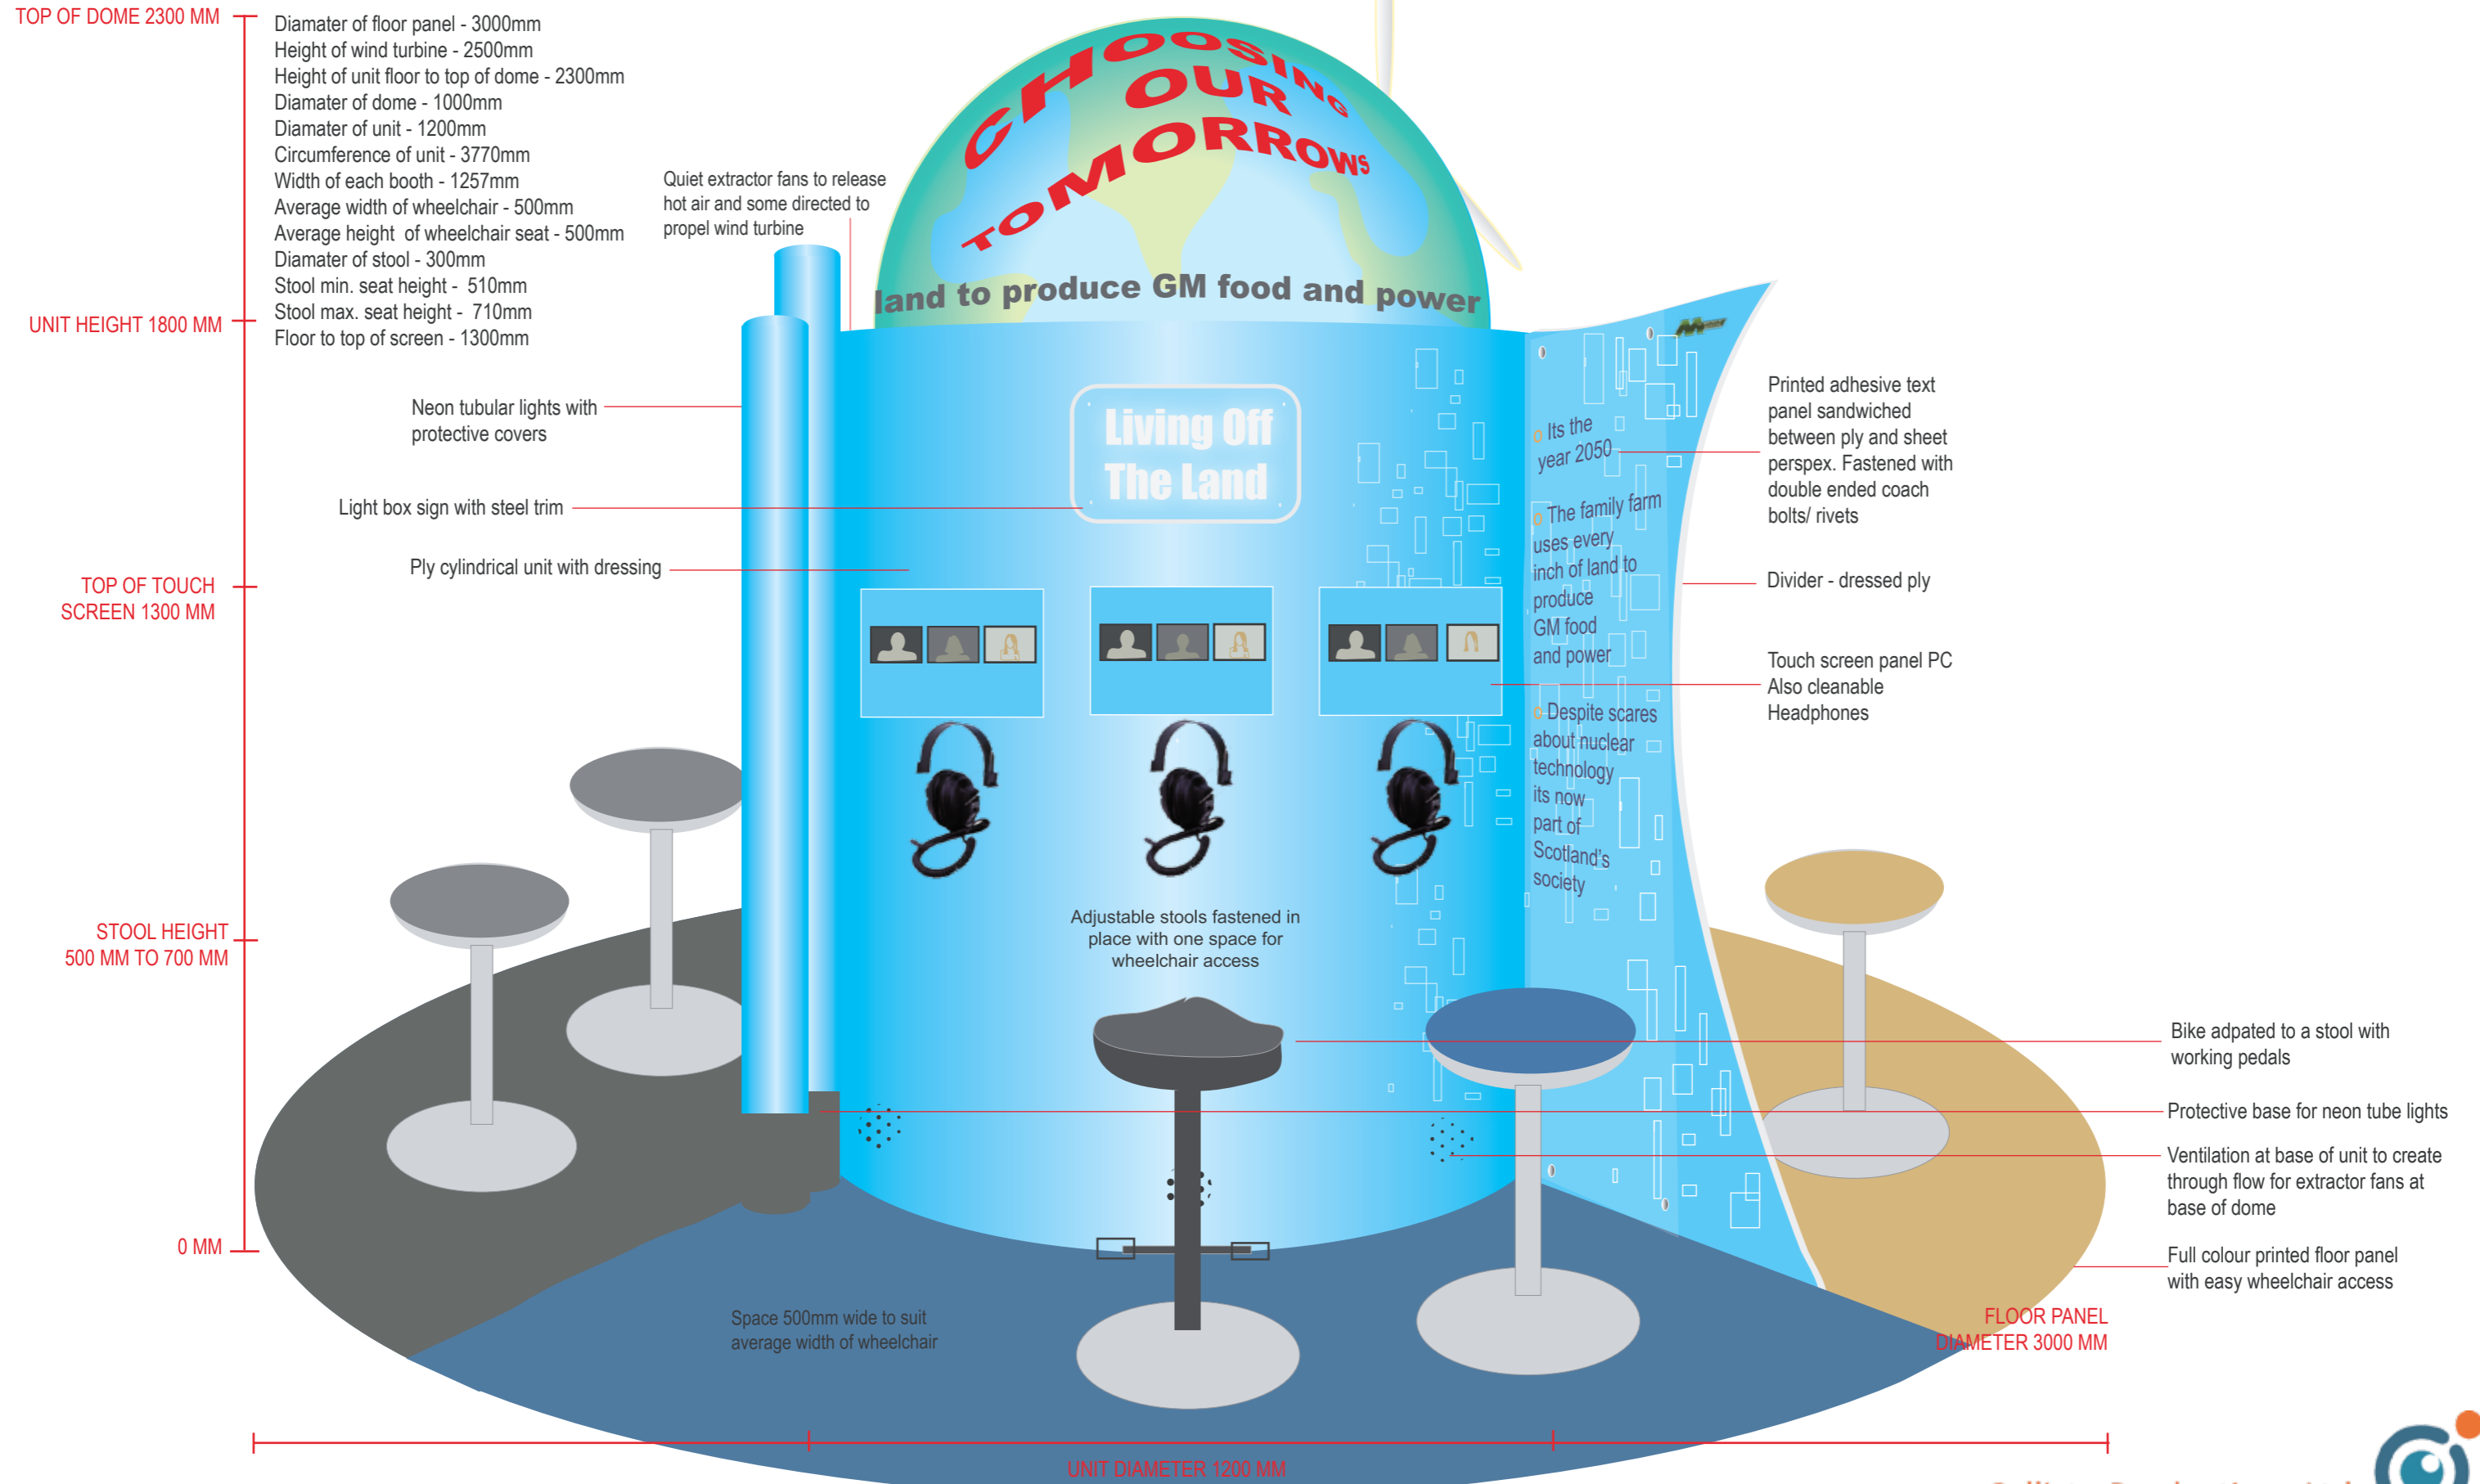 TOP OF DOME 2300 MM
Diamater of floor panel - 3000mm
Height of wind turbine - 2500mm
Height of unit floor to top of dome - 2300mm
Diamater of dome - 1000mm
Diamater of unit - 1200mm
Circumference of unit - 3770mm
Width of each booth - 1257mm
Average width of wheelchair - 500mm
Average height of wheelchair seat - 500mm
Diamater of stool - 300mm
Stool min. seat height - 510mm
Stool max. seat height - 710mm
Floor to top of screen - 1300mm
CHOOSING
OUR
TOMORROWS
land to produce GM food and power
Quiet extractor fans to release
hot air and some directed to
propel wind turbine
UNIT HEIGHT 1800 MM
Neon tubular lights with
protective covers
Light box sign with steel trim
Ply cylindrical unit with dressing
Living Off
The Land
Its the
year 2050
The family farm
uses every
inch of land to
produce
GM food
and power
Despite scares
about nuclear
technology
its now
part of
Scotland's
society
Printed adhesive text
panel sandwiched
between ply and sheet
perspex. Fastened with
double ended coach
bolts/ rivets
Divider - dressed ply
Touch screen panel PC
Also cleanable
Headphones
TOP OF TOUCH
SCREEN 1300 MM
STOOL HEIGHT
500 MM TO 700 MM
0 MM
Adjustable stools fastened in
place with one space for
wheelchair access
Bike adpated to a stool with
working pedals
Protective base for neon tube lights
Ventilation at base of unit to create
through flow for extractor fans at
base of dome
Full colour printed floor panel
with easy wheelchair access
Space 500mm wide to suit
average width of wheelchair
FLOOR PANEL
DIAMETER 3000 MM
UNIT DIAMETER 1200 MM